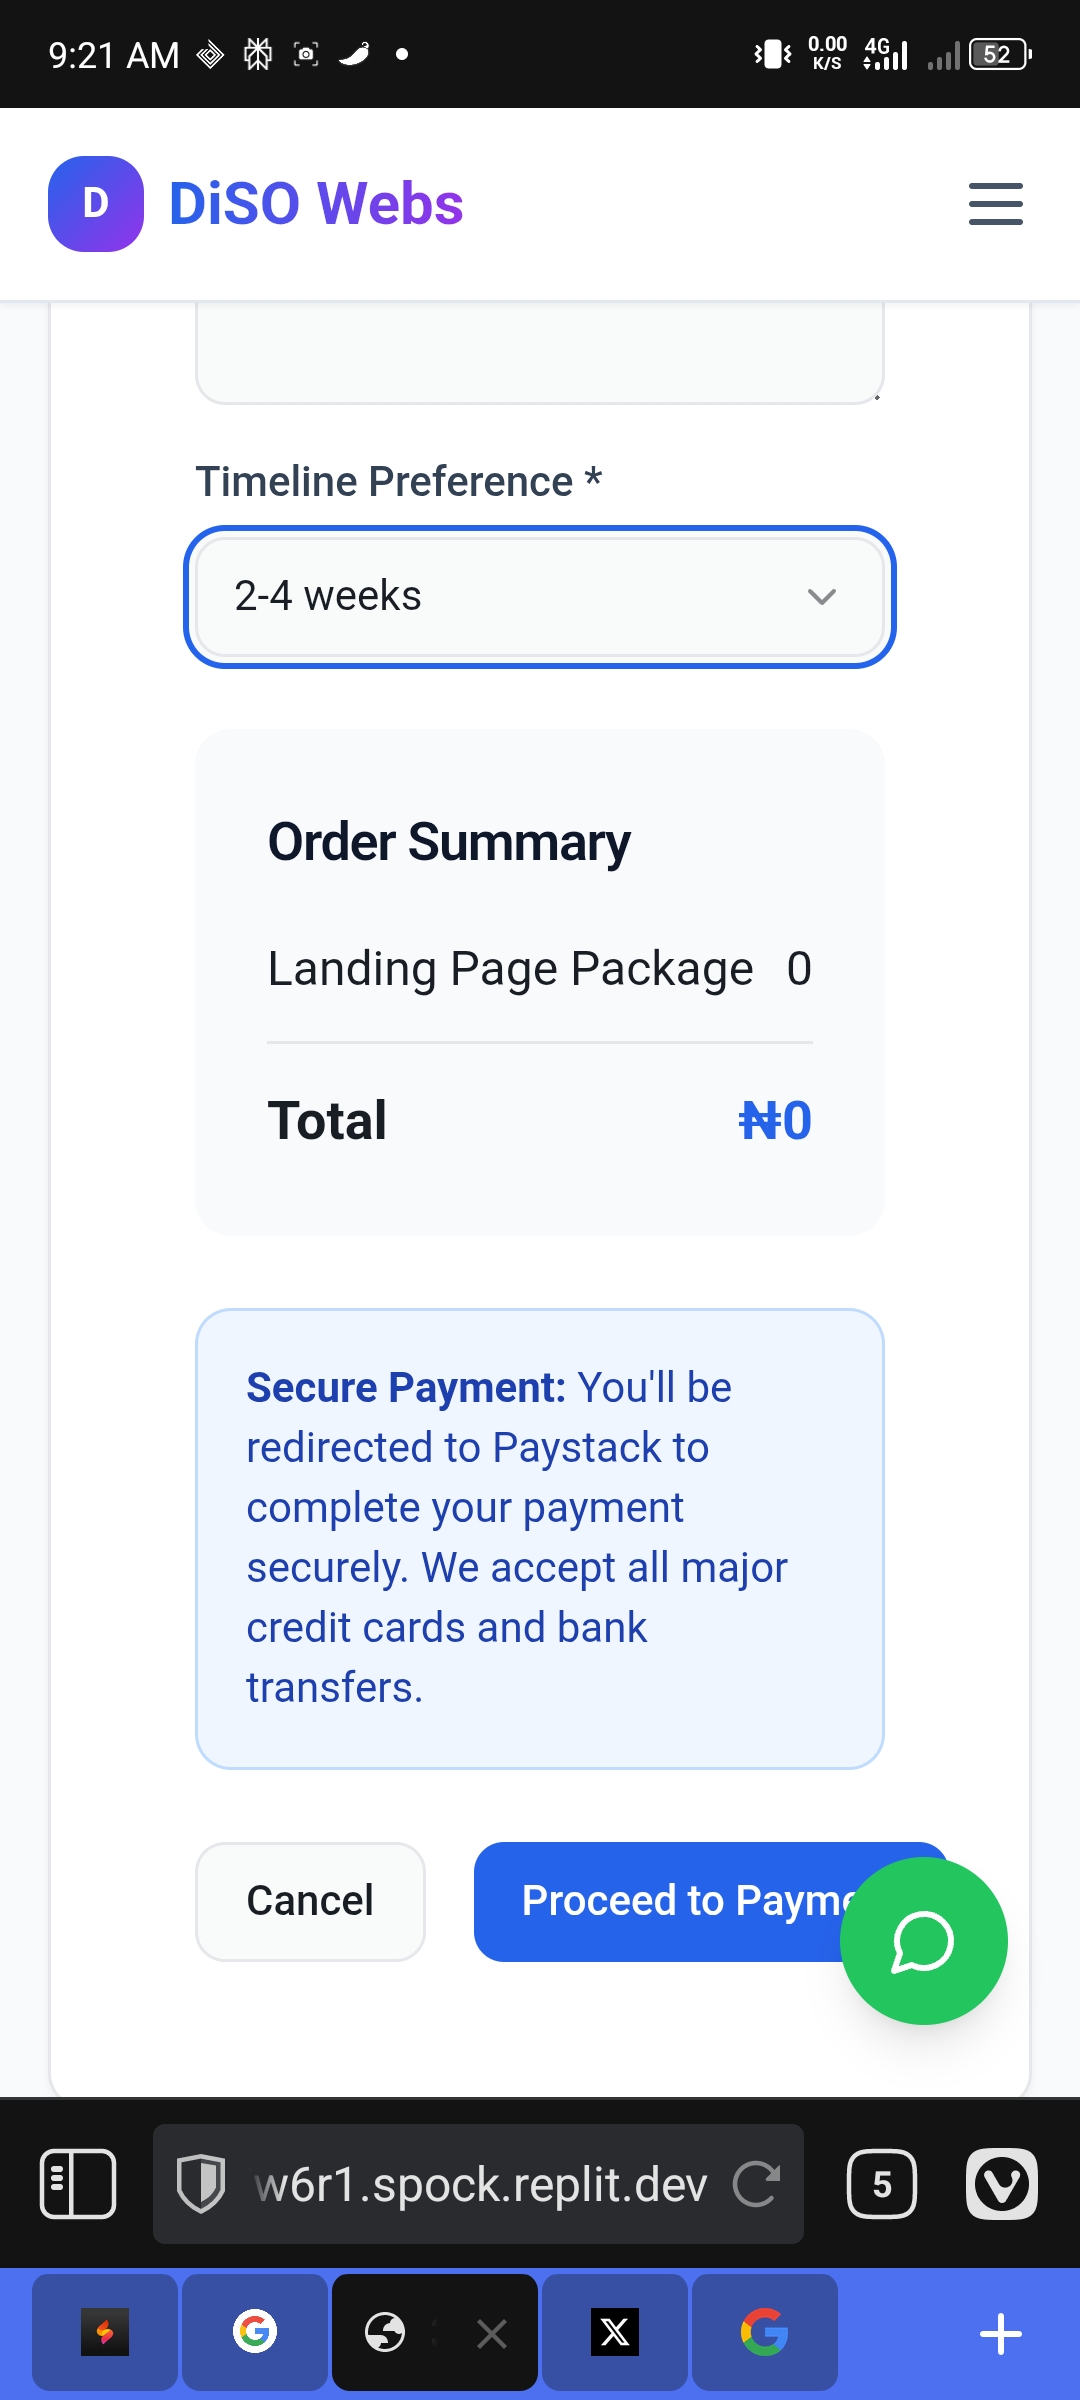 9:21 AM
0.00
K/S
4G
52
D
DiSO Webs
Timeline Preference *
2-4 weeks
Order Summary
Landing Page Package 0
Total ₦0
Secure Payment: You'll be
redirected to Paystack to
complete your payment
securely. We accept all major
credit cards and bank
transfers.
Cancel
Proceed to Payme
w6r1.spock.replit.dev
5